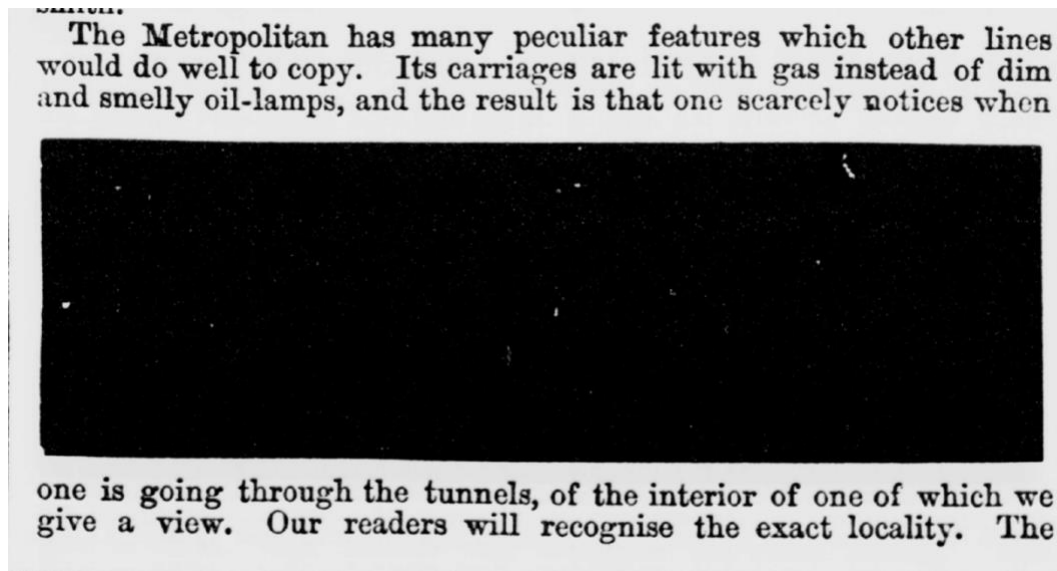 The Metropolitan has many peculiar features which other lines
would do well to copy. Its carriages are lit with gas instead of dim
and smelly oil-lamps, and the result is that one scarcely notices when
one is going through the tunnels, of the interior of one of which we
give a view. Our readers will recognise the exact locality. The